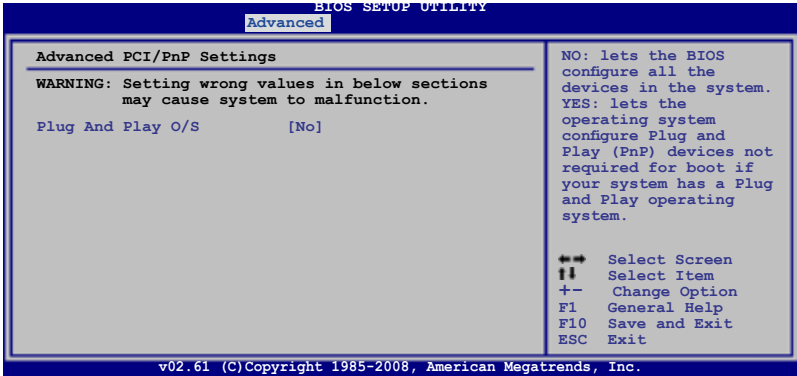 BIOS SETUP UTILITY
Advanced
Advanced PCI/PnP Settings
WARNING: Setting wrong values in below sections
may cause system to malfunction.
Plug And Play O/S [No]
NO: lets the BIOS
configure all the
devices in the system.
YES: lets the
operating system
configure Plug and
Play (PnP) devices not
required for boot if
your system has a Plug
and Play operating
system.
←→ Select Screen
↑↓ Select Item
+- Change Option
F1 General Help
F10 Save and Exit
ESC Exit
v02.61 (C)Copyright 1985-2008, American Megatrends, Inc.